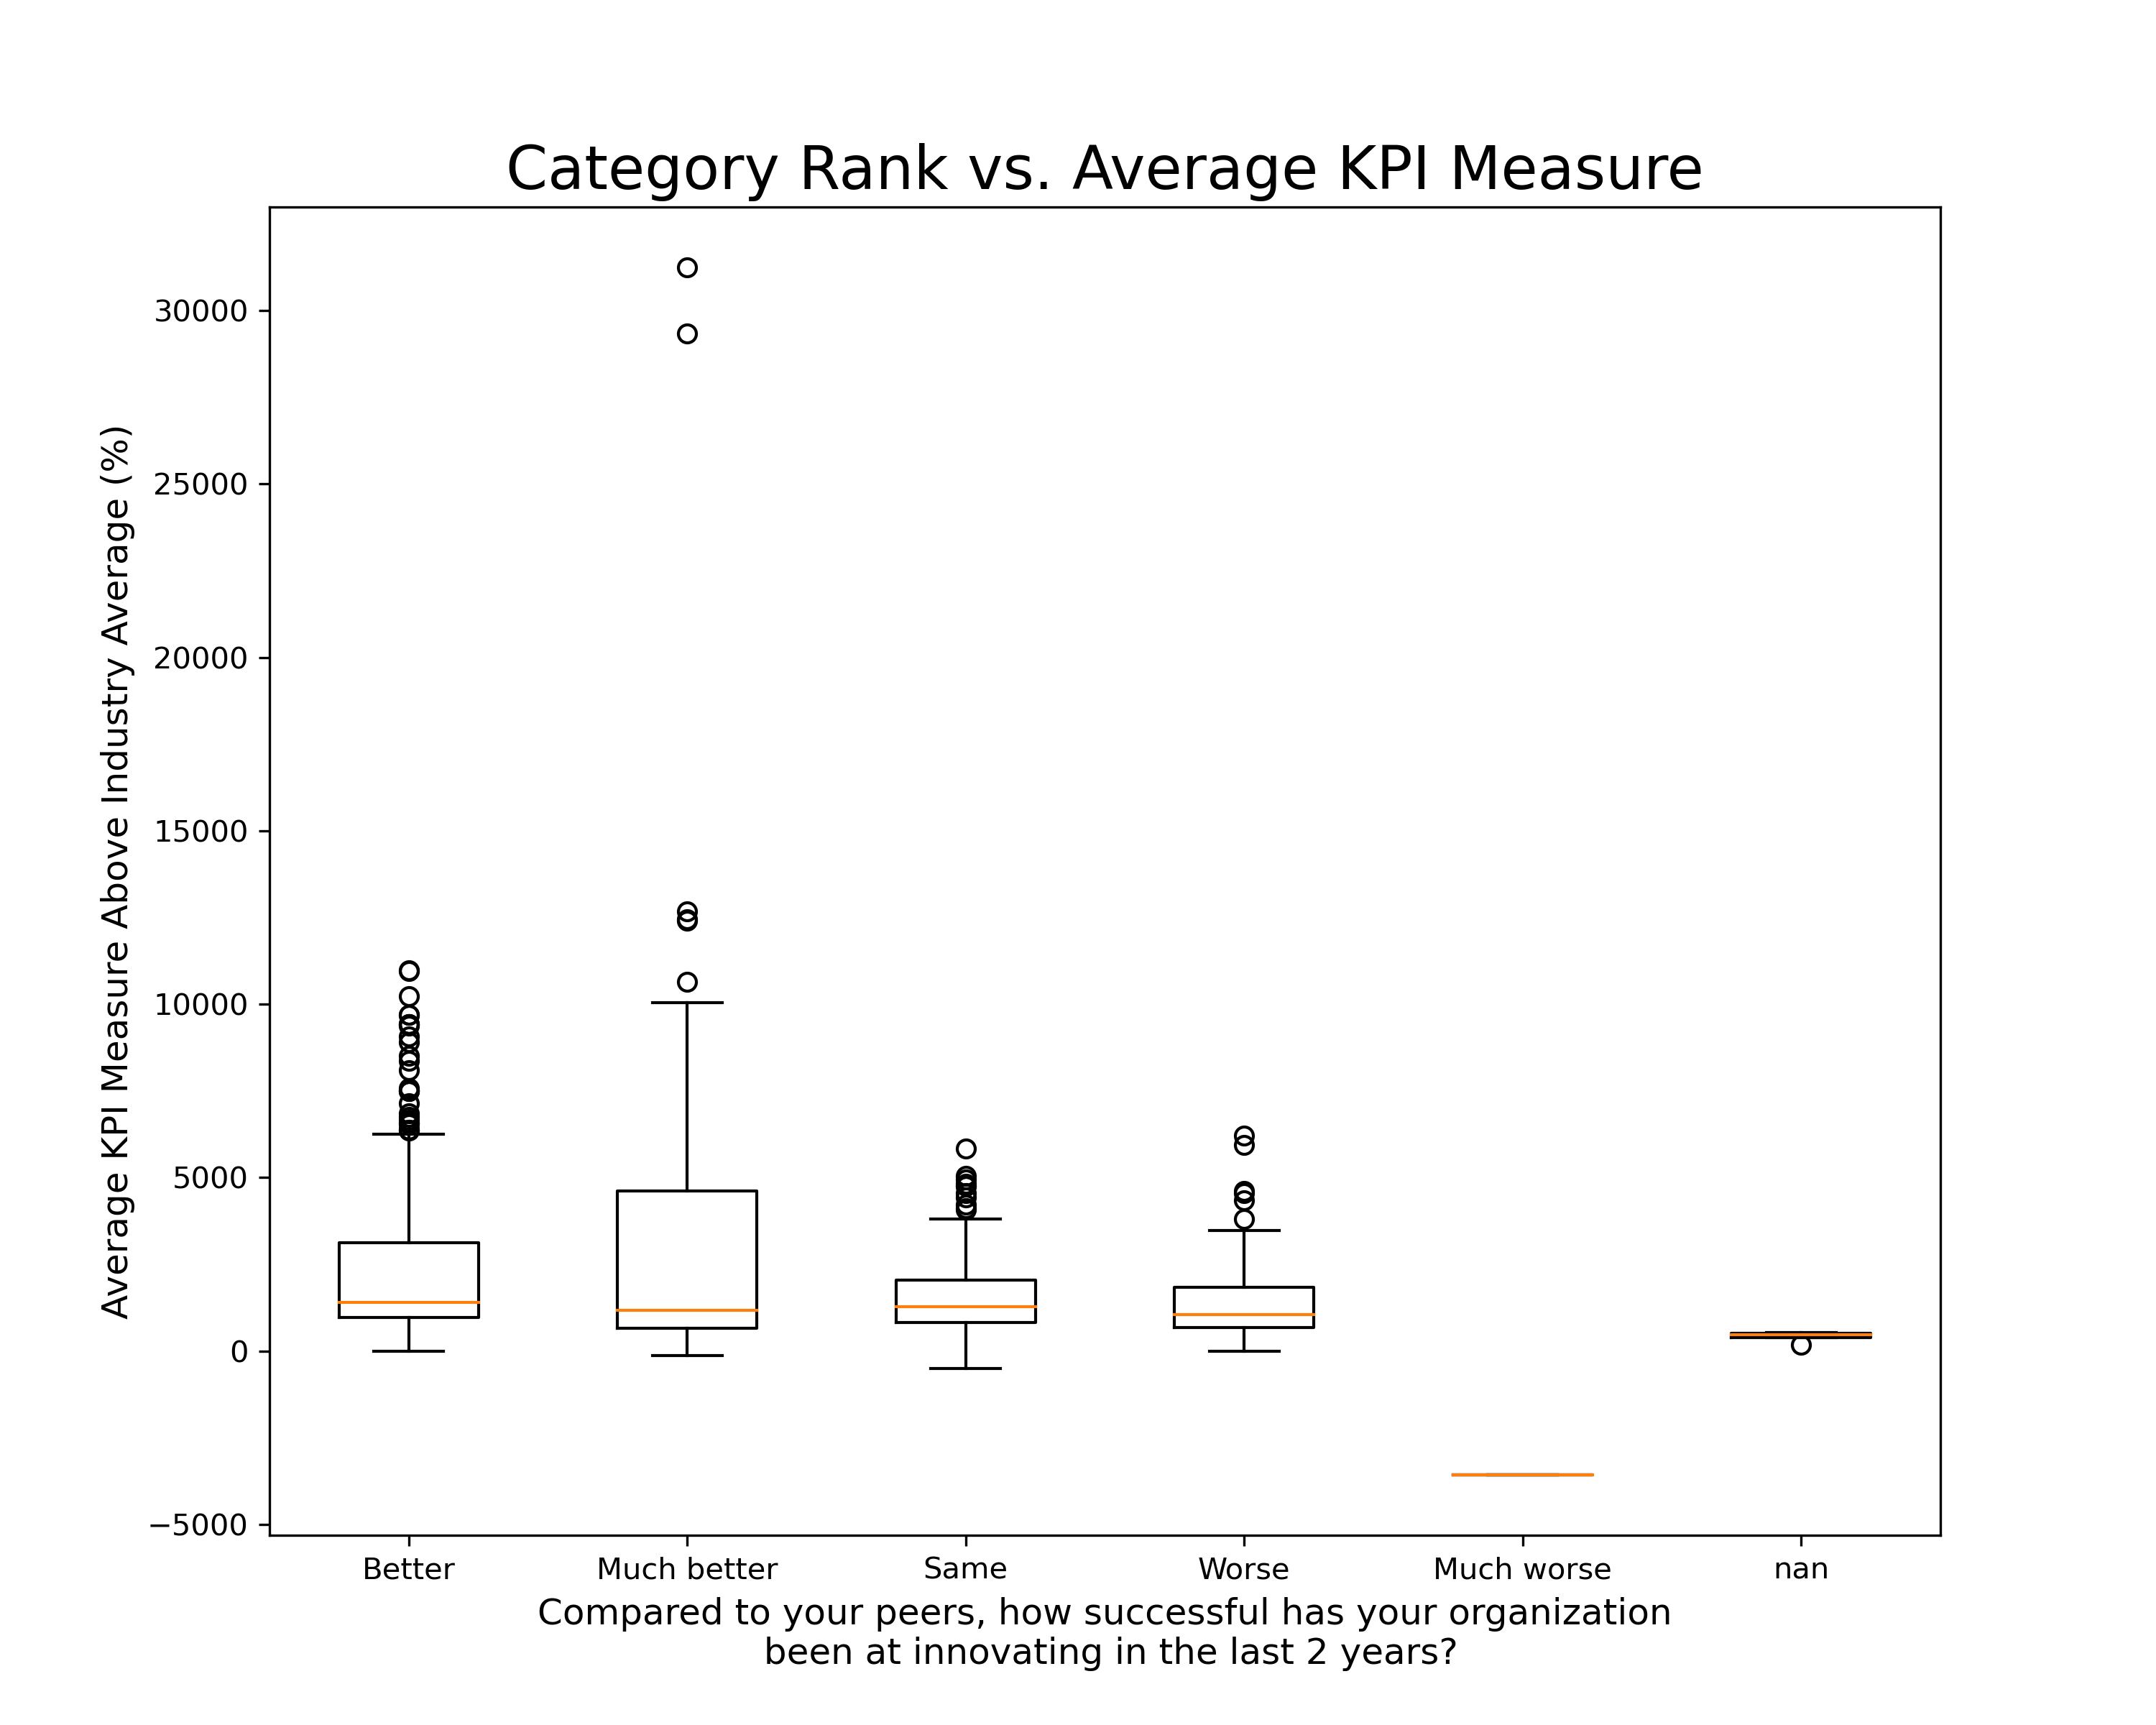 Category Rank vs. Average KPI Measure
Average KPI Measure Above Industry Average (%)
30000
25000
20000
15000
10000
5000
0
−5000
Better
Much better
Same
Worse
Much worse
nan
Compared to your peers, how successful has your organization
been at innovating in the last 2 years?